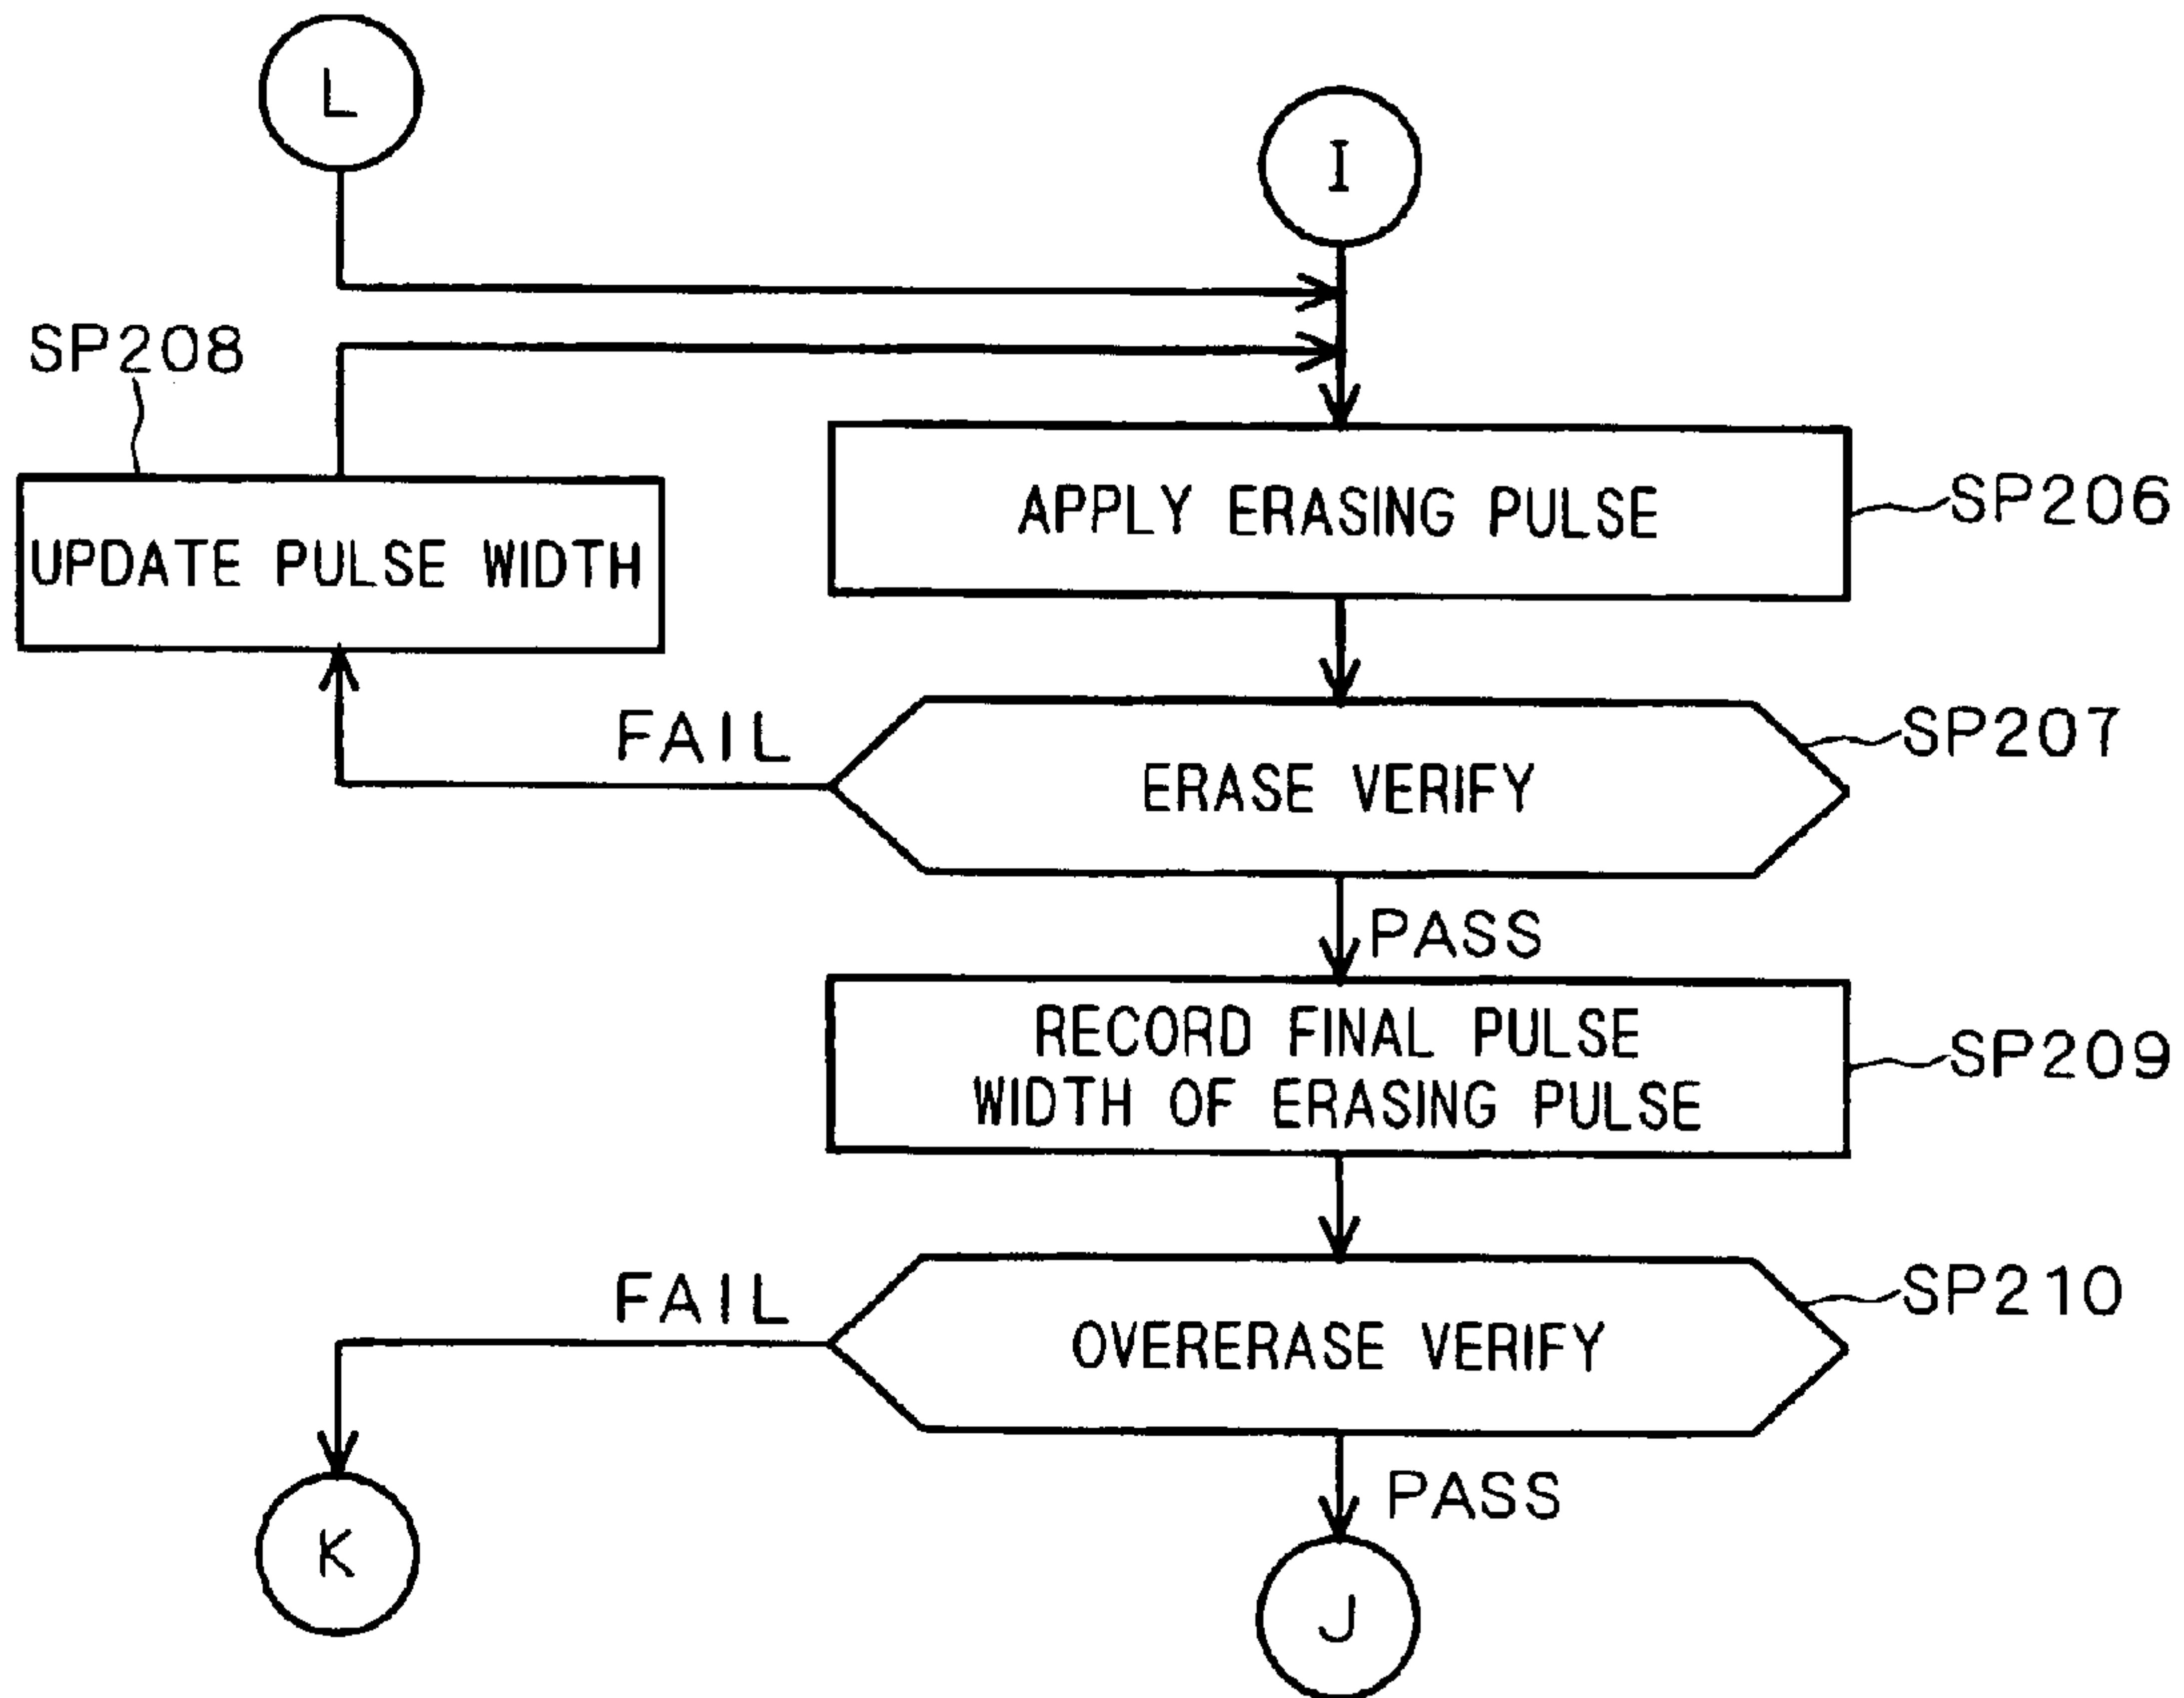 L
I
SP208
UPDATE PULSE WIDTH
APPLY ERASING PULSE
SP206
FAIL
ERASE VERIFY
SP207
PASS
RECORD FINAL PULSE
WIDTH OF ERASING PULSE
SP209
FAIL
OVERERASE VERIFY
SP210
PASS
K
J